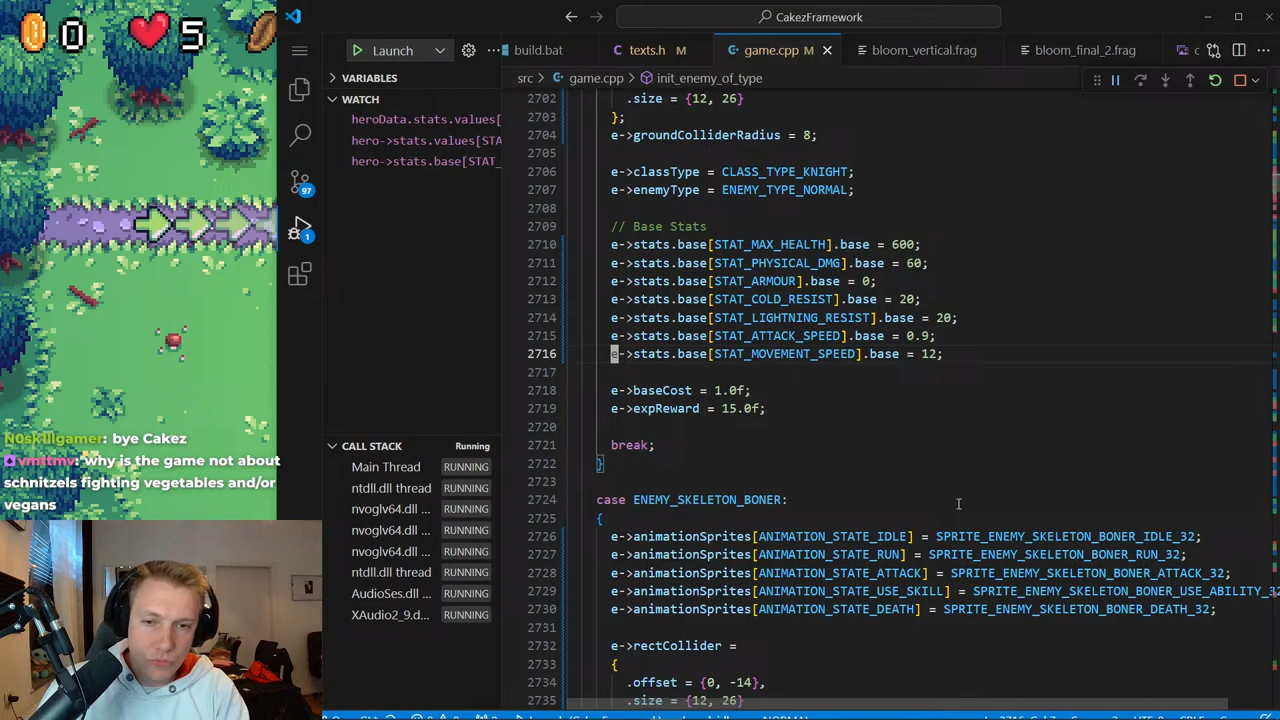 0
5
N0sk1llgamer: bye Cakez
vmttmv: why is the game not about
schnitzels fighting vegetables and/or
vegans
CakezFramework
Launch
build.bat
texts.h M
game.cpp M
bloom_vertical.frag
bloom_final_2.frag
src > game.cpp > init_enemy_of_type
VARIABLES
WATCH
heroData.stats.values[
hero->stats.values[STA
hero->stats.base[STAT_
97
1
CALL STACK Running
Main Thread RUNNING
ntdll.dll thread RUNNING
nvoglv64.dll ... RUNNING
nvoglv64.dll ... RUNNING
nvoglv64.dll ... RUNNING
ntdll.dll thread RUNNING
AudioSes.dll ... RUNNING
XAudio2_9.d... RUNNING
2702 .size = {12, 26}
2703 };
2704 e->groundColliderRadius = 8;
2705
2706 e->classType = CLASS_TYPE_KNIGHT;
2707 e->enemyType = ENEMY_TYPE_NORMAL;
2708
2709 // Base Stats
2710 e->stats.base[STAT_MAX_HEALTH].base = 600;
2711 e->stats.base[STAT_PHYSICAL_DMG].base = 60;
2712 e->stats.base[STAT_ARMOUR].base = 0;
2713 e->stats.base[STAT_COLD_RESIST].base = 20;
2714 e->stats.base[STAT_LIGHTNING_RESIST].base = 20;
2715 e->stats.base[STAT_ATTACK_SPEED].base = 0.9;
2716 e->stats.base[STAT_MOVEMENT_SPEED].base = 12;
2717
2718 e->baseCost = 1.0f;
2719 e->expReward = 15.0f;
2720
2721 break;
2722 }
2723
2724 case ENEMY_SKELETON_BONER:
2725 {
2726 e->animationSprites[ANIMATION_STATE_IDLE] = SPRITE_ENEMY_SKELETON_BONER_IDLE_32;
2727 e->animationSprites[ANIMATION_STATE_RUN] = SPRITE_ENEMY_SKELETON_BONER_RUN_32;
2728 e->animationSprites[ANIMATION_STATE_ATTACK] = SPRITE_ENEMY_SKELETON_BONER_ATTACK_32;
2729 e->animationSprites[ANIMATION_STATE_USE_SKILL] = SPRITE_ENEMY_SKELETON_BONER_USE_ABILITY_32
2730 e->animationSprites[ANIMATION_STATE_DEATH] = SPRITE_ENEMY_SKELETON_BONER_DEATH_32;
2731
2732 e->rectCollider =
2733 {
2734 .offset = {0, -14},
2735 .size = {12, 26}